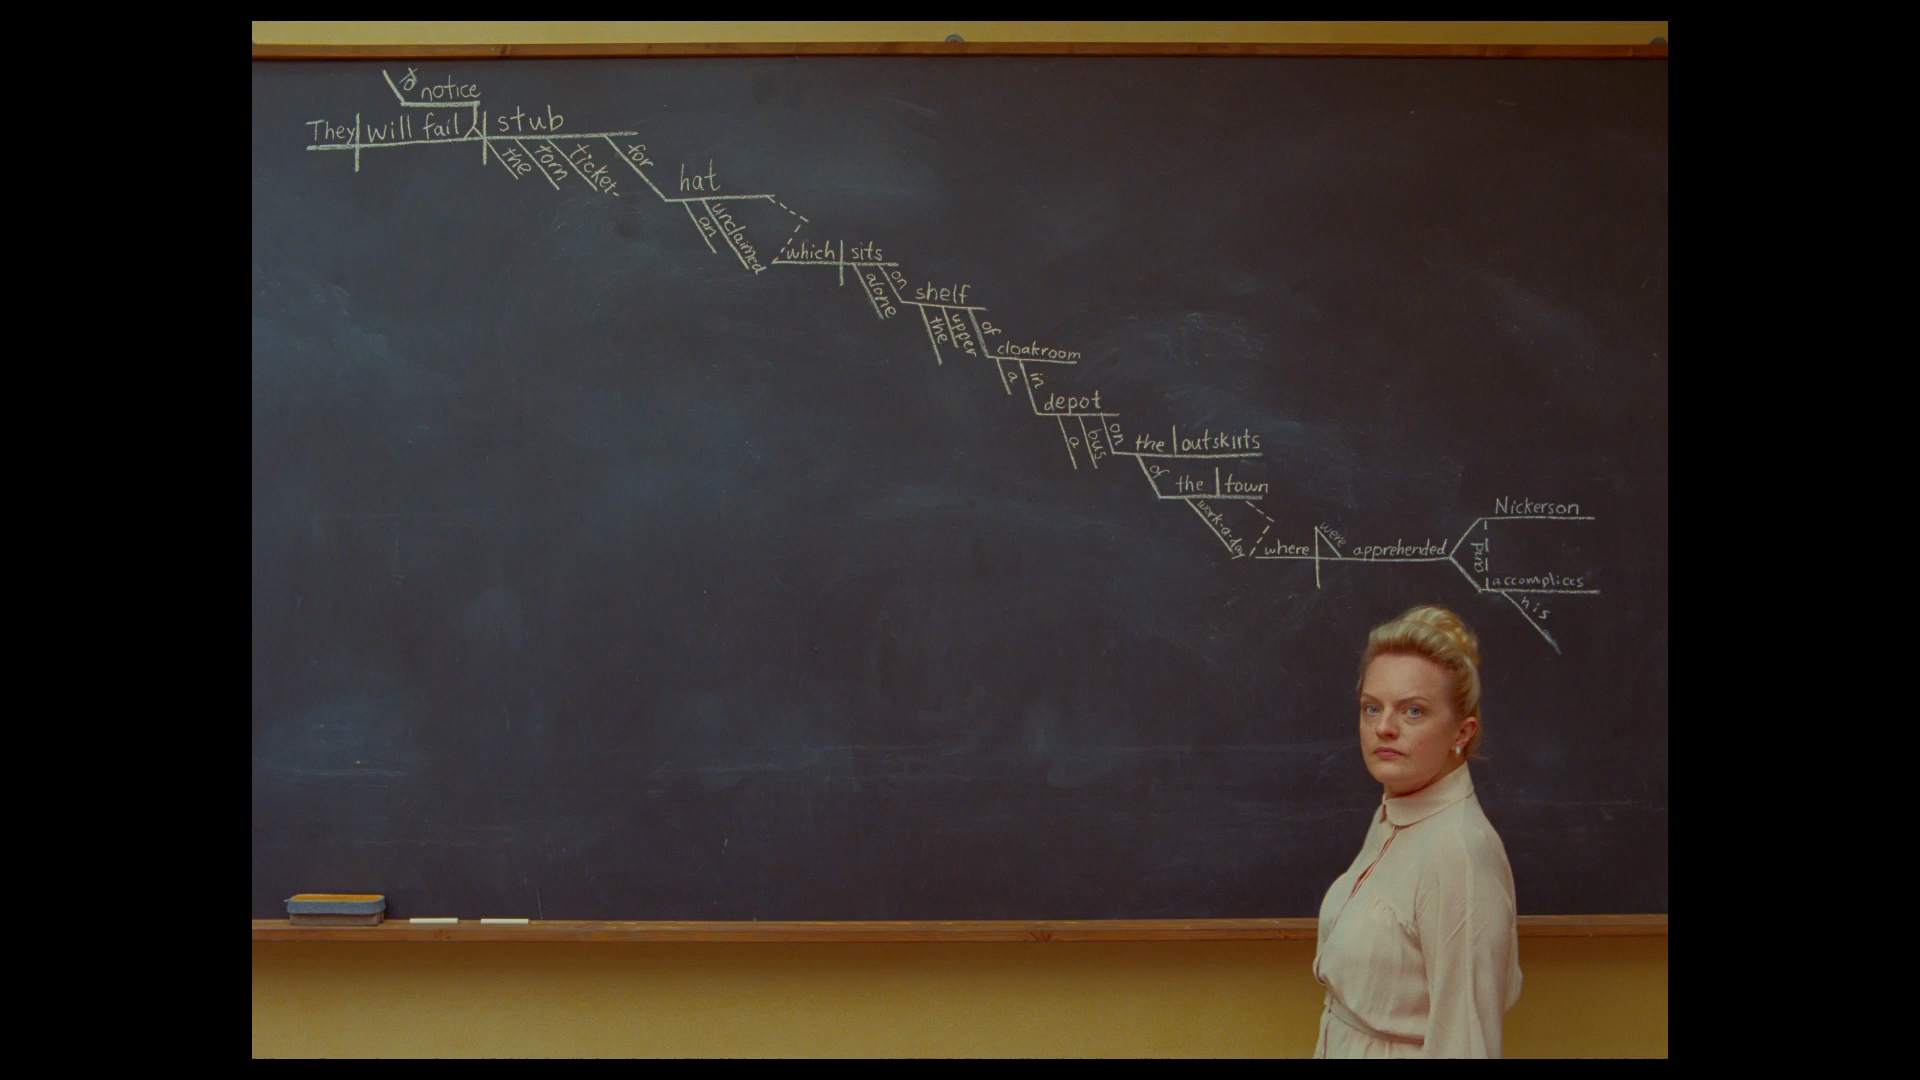 to
notice
They will fail stub
the torn ticket- for
hat
an unclaimed
which sits
alone on
shelf
the upper of
cloakroom
a in
depot
a bus on
the outskirts
of the town
work-a-day
where were apprehended
Nickerson
and
accomplices
his